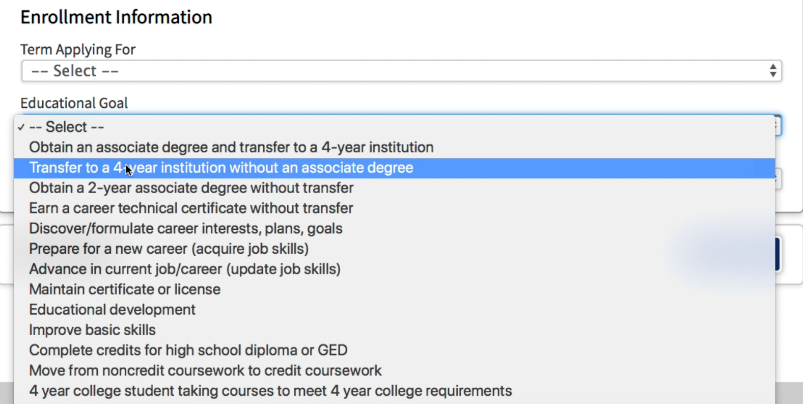 Enrollment Information
Term Applying For
-- Select --
Educational Goal
✓ -- Select --
Obtain an associate degree and transfer to a 4-year institution
Transfer to a 4-year institution without an associate degree
Obtain a 2-year associate degree without transfer
Earn a career technical certificate without transfer
Discover/formulate career interests, plans, goals
Prepare for a new career (acquire job skills)
Advance in current job/career (update job skills)
Maintain certificate or license
Educational development
Improve basic skills
Complete credits for high school diploma or GED
Move from noncredit coursework to credit coursework
4 year college student taking courses to meet 4 year college requirements